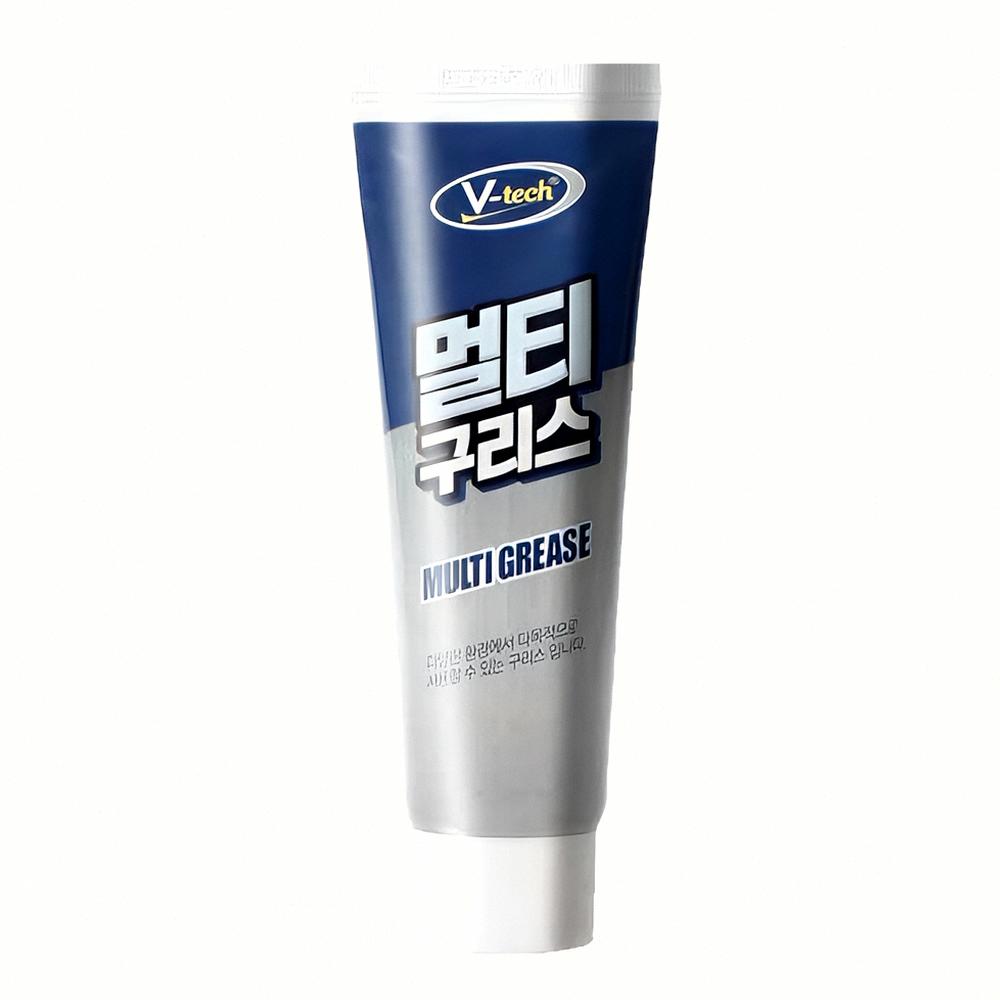 V-tech
멀티
구리스
MULTI GREASE
다양한 환경에서 다목적으로
사용할 수 있는 구리스 입니다.